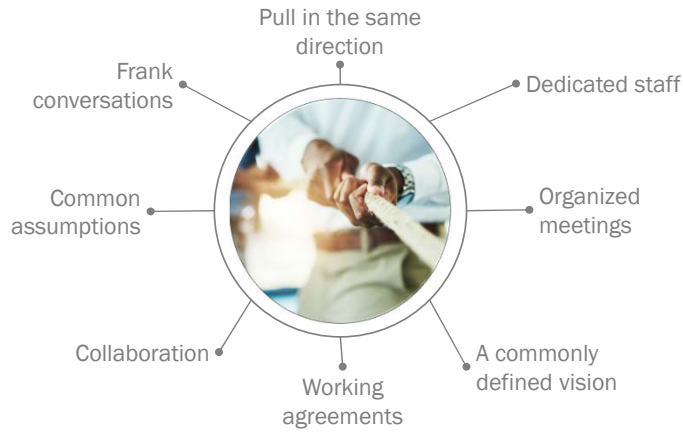 Pull in the same
direction
Frank
conversations
Dedicated staff
Common
assumptions
Organized
meetings
Collaboration
A commonly
defined vision
Working
agreements